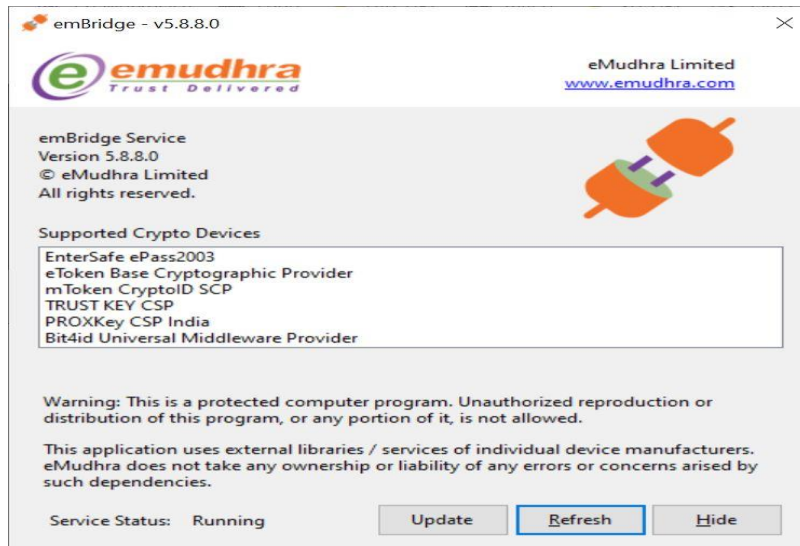 emBridge - v5.8.8.0
emudhra
Trust Delivered
eMudhra Limited
www.emudhra.com
emBridge Service
Version 5.8.8.0
© eMudhra Limited
All rights reserved.
Supported Crypto Devices
EnterSafe ePass2003
eToken Base Cryptographic Provider
mToken CryptoID SCP
TRUST KEY CSP
PROXKey CSP India
Bit4id Universal Middleware Provider
Warning: This is a protected computer program. Unauthorized reproduction or
distribution of this program, or any portion of it, is not allowed.
This application uses external libraries / services of individual device manufacturers.
eMudhra does not take any ownership or liability of any errors or concerns arised by
such dependencies.
Service Status: Running Update Refresh Hide